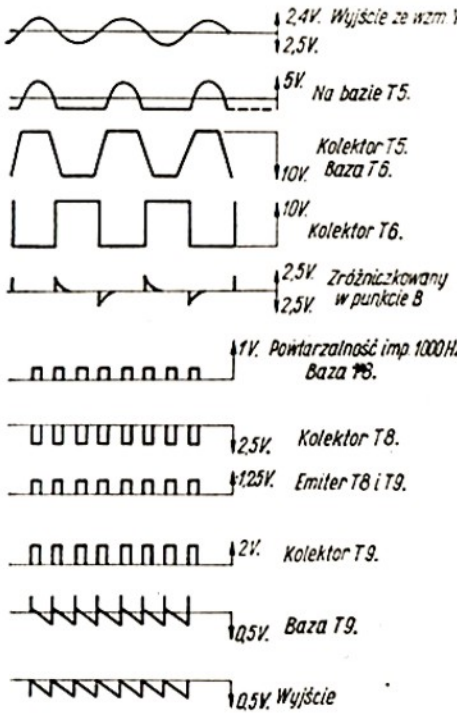 2,4V. Wyjście ze wzm. Y
2,5V.
5V. Na bazie T5.
Kolektor T5.
Baza T6.
10V.
10V.
Kolektor T6.
2,5V. Zróżniczkowany
2,5V. w punkcie B
1V. Powtarzalność imp. 1000Hz
Baza T8.
2,5V. Kolektor T8.
1,25V. Emiter T8 i T9.
2V. Kolektor T9.
0,5V. Baza T9.
0,5V. Wyjście